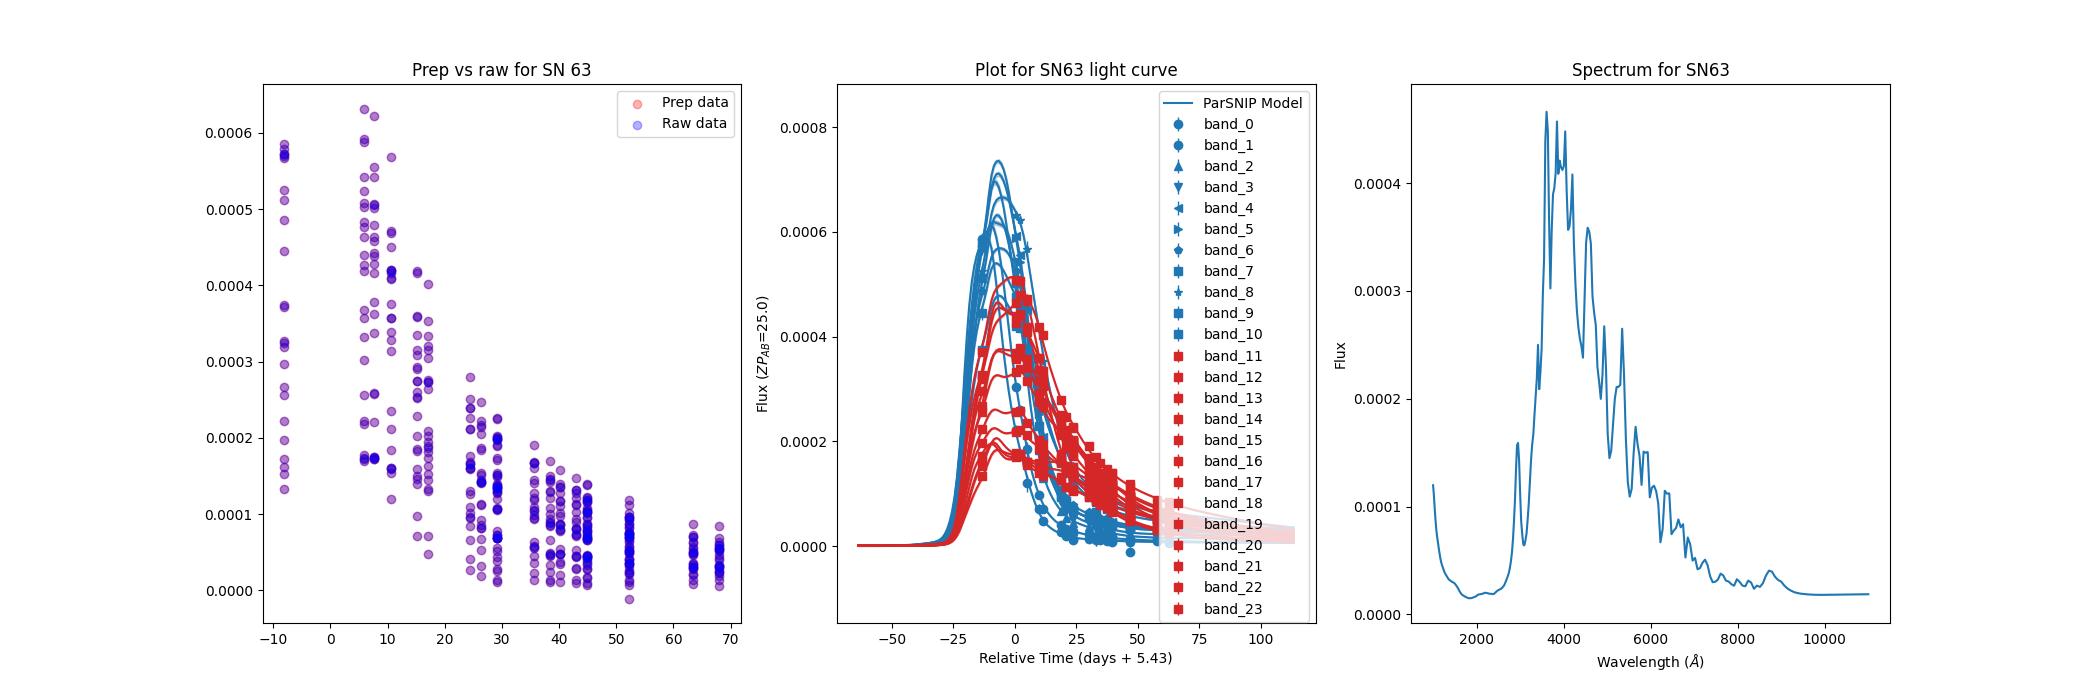 Prep vs raw for SN 63
Prep data
Raw data
0.0006
0.0005
0.0004
0.0003
0.0002
0.0001
0.0000
−10 0 10 20 30 40 50 60 70
Plot for SN63 light curve
Flux (ZP_AB=25.0)
0.0008
0.0006
0.0004
0.0002
0.0000
ParSNIP Model
band_0
band_1
band_2
band_3
band_4
band_5
band_6
band_7
band_8
band_9
band_10
band_11
band_12
band_13
band_14
band_15
band_16
band_17
band_18
band_19
band_20
band_21
band_22
band_23
−50 −25 0 25 50 75 100
Relative Time (days + 5.43)
Spectrum for SN63
Flux
0.0004
0.0003
0.0002
0.0001
0.0000
2000 4000 6000 8000 10000
Wavelength (Å)